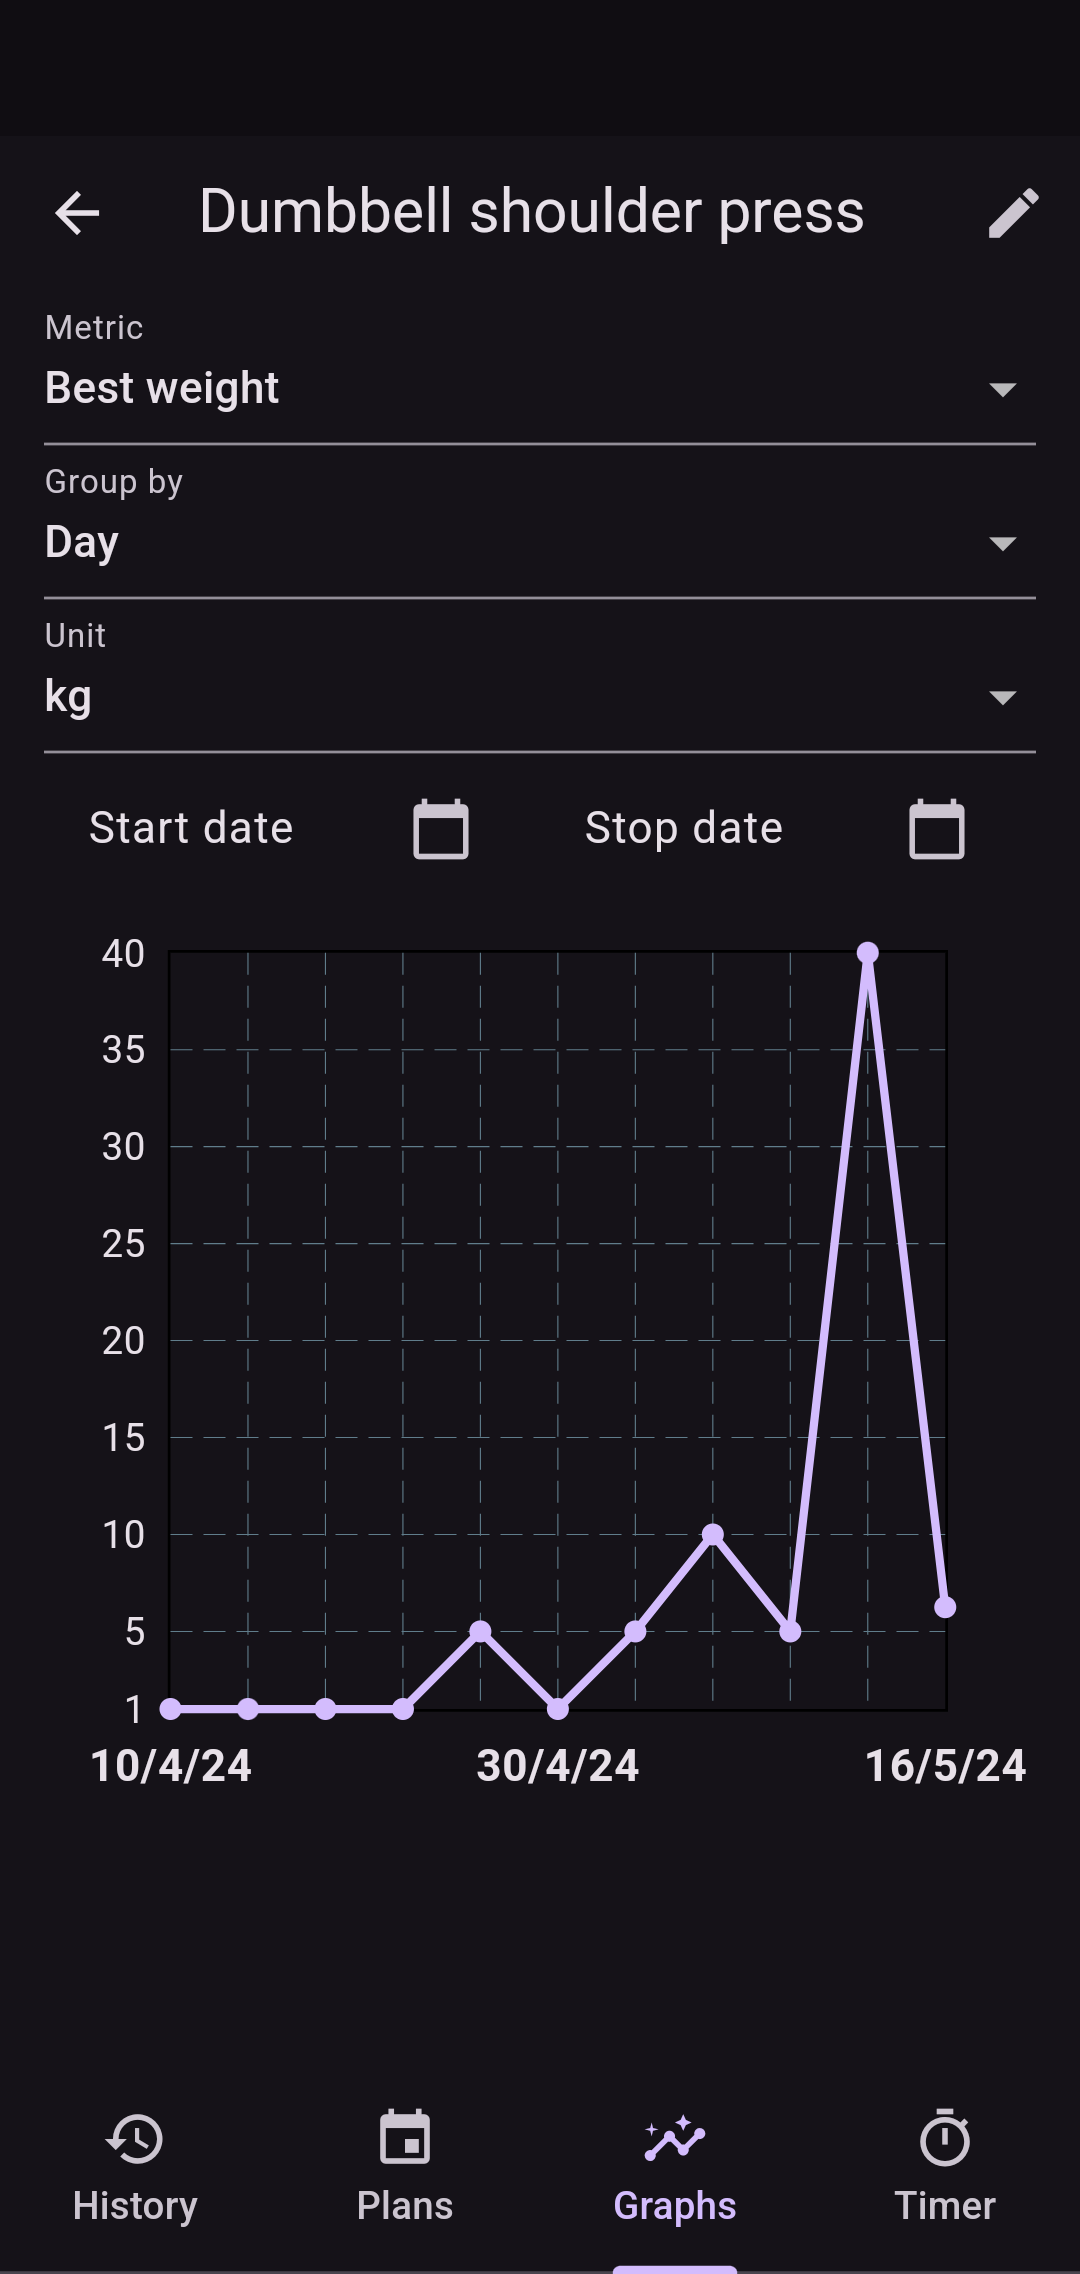 Dumbbell shoulder press
Metric
Best weight
Group by
Day
Unit
kg
Start date
Stop date
40
35
30
25
20
15
10
5
1
10/4/24
30/4/24
16/5/24
History
Plans
Graphs
Timer